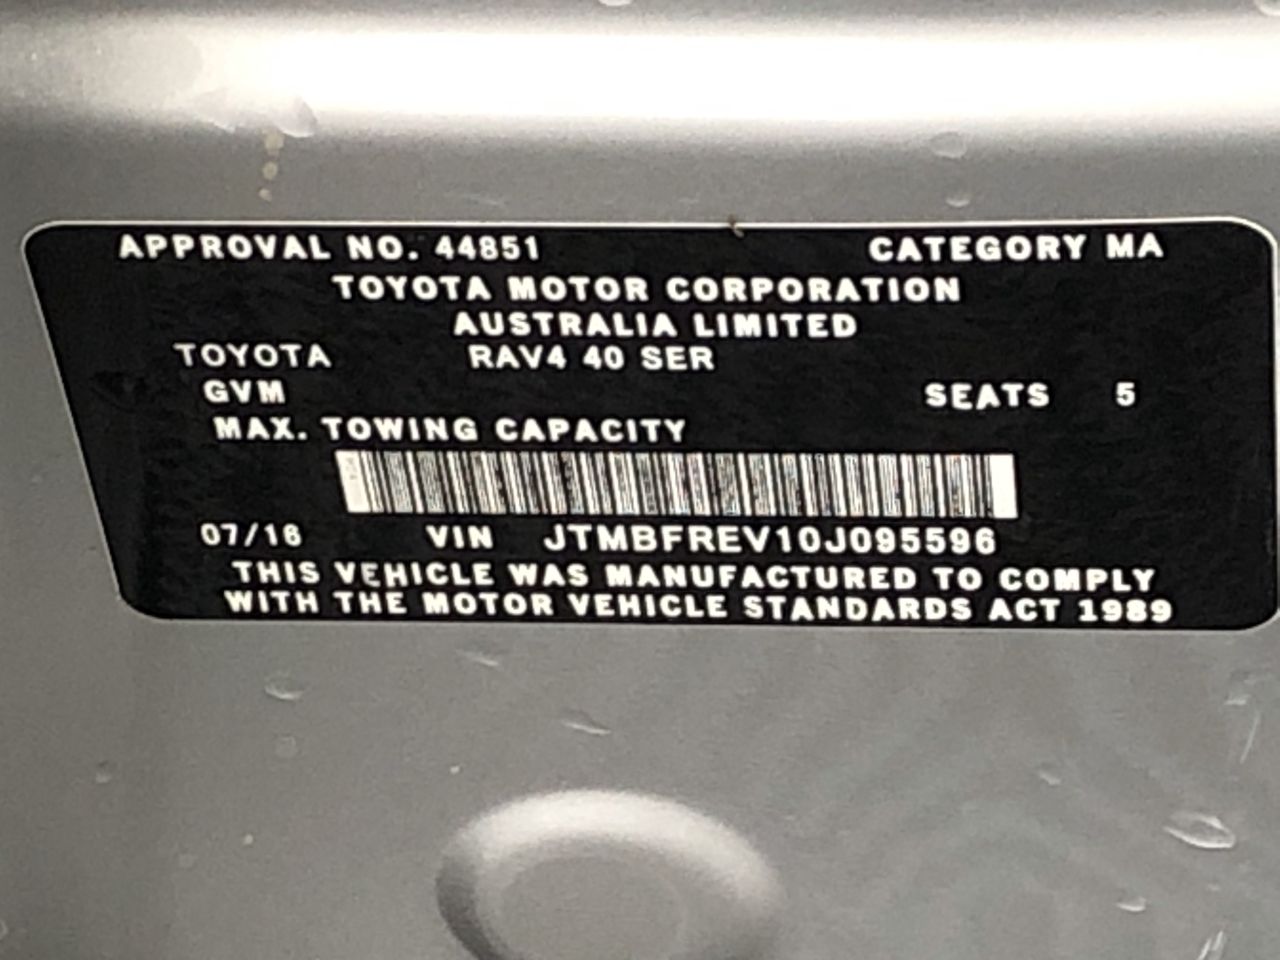 APPROVAL NO. 44851 CATEGORY MA
TOYOTA MOTOR CORPORATION
AUSTRALIA LIMITED
TOYOTA RAV4 40 SER
GVM SEATS 5
MAX. TOWING CAPACITY
07/16 VIN JTMBFREV10J095596
THIS VEHICLE WAS MANUFACTURED TO COMPLY
WITH THE MOTOR VEHICLE STANDARDS ACT 1989